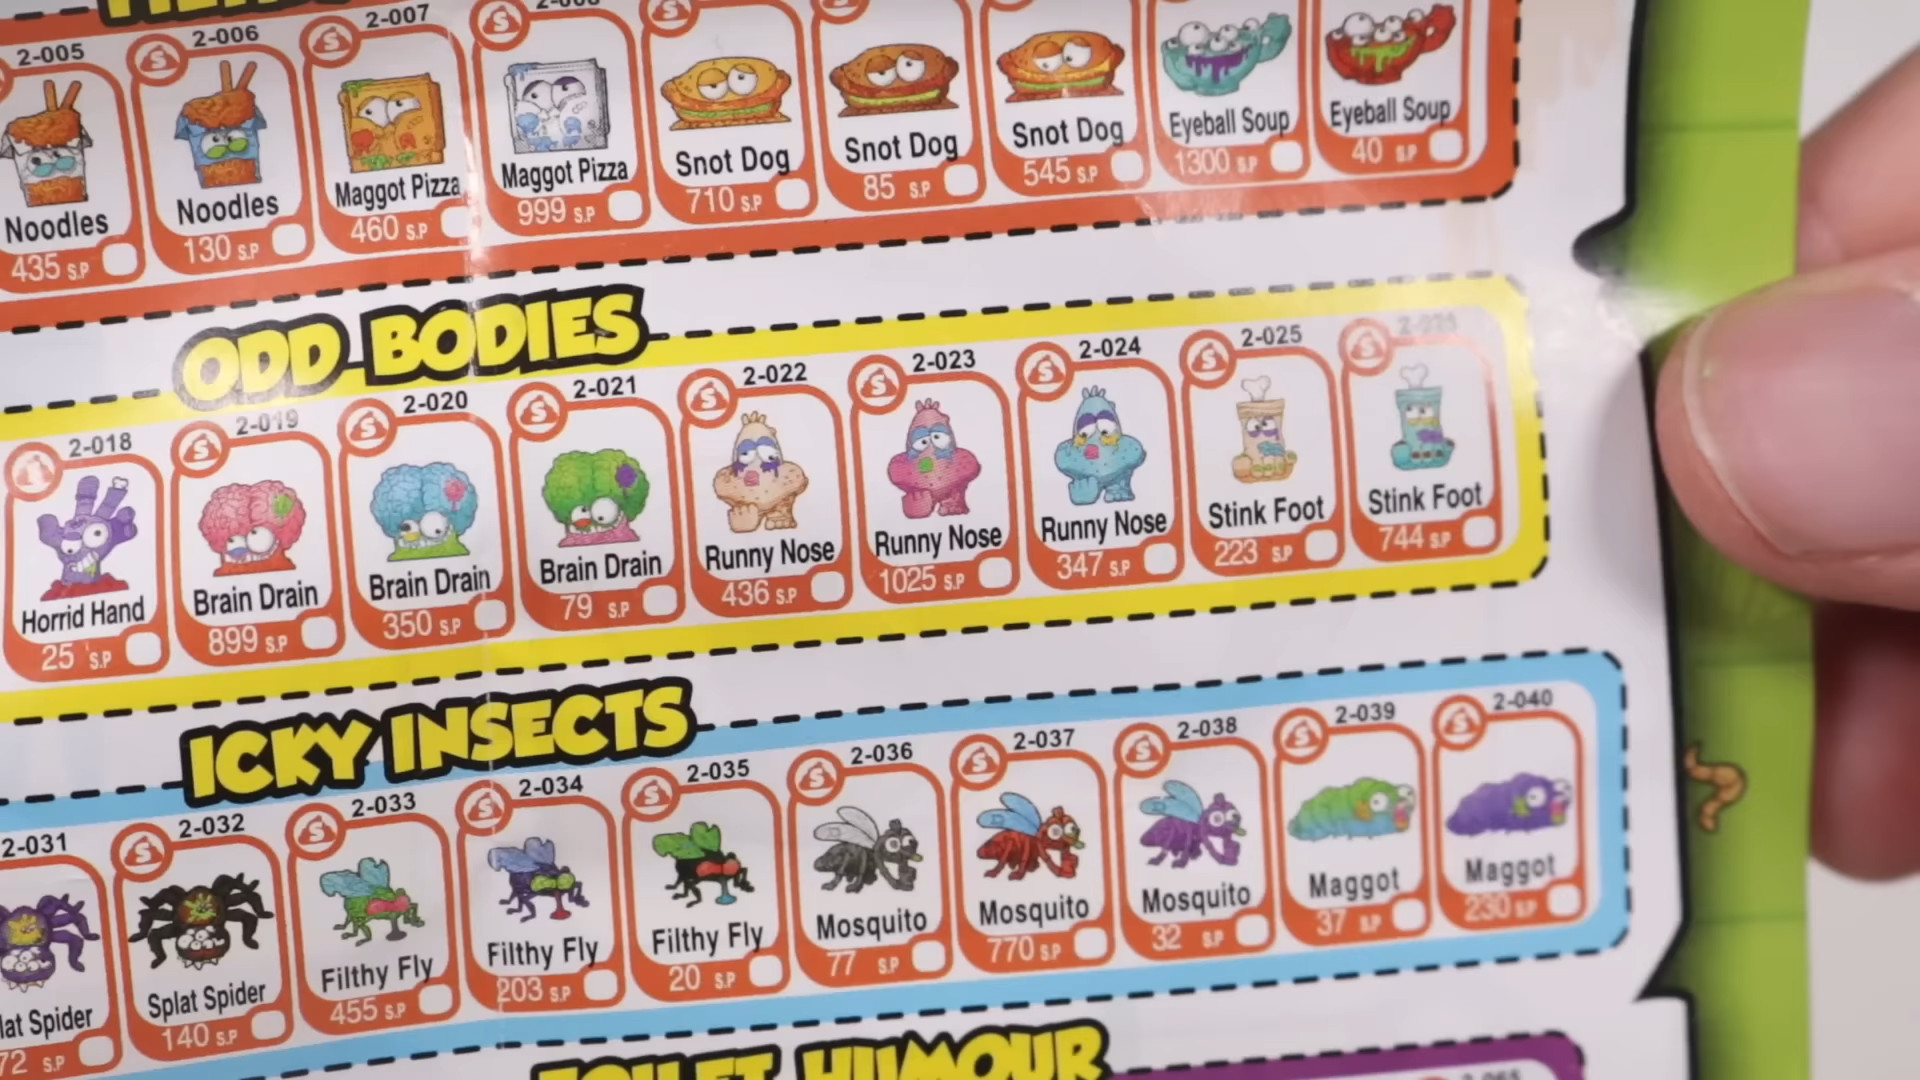 2-005 2-006 2-007
Noodles Noodles Maggot Pizza Maggot Pizza Snot Dog Snot Dog Snot Dog Eyeball Soup Eyeball Soup
435 S.P 130 S.P 460 S.P 999 S.P 710 S.P 85 S.P 545 S.P 1300 S.P 40 S.P
ODD BODIES
2-018 2-019 2-020 2-021 2-022 2-023 2-024 2-025
Horrid Hand Brain Drain Brain Drain Brain Drain Runny Nose Runny Nose Runny Nose Stink Foot Stink Foot
25 S.P 899 S.P 350 S.P 79 S.P 436 S.P 1025 S.P 347 S.P 223 S.P 744 S.P
ICKY INSECTS
2-031 2-032 2-033 2-034 2-035 2-036 2-037 2-038 2-039 2-040
lat Spider Splat Spider Filthy Fly Filthy Fly Filthy Fly Mosquito Mosquito Mosquito Maggot Maggot
72 S.P 140 S.P 455 S.P 203 S.P 20 S.P 77 S.P 770 S.P 32 S.P 37 S.P 230 S.P
TOILET HUMOUR